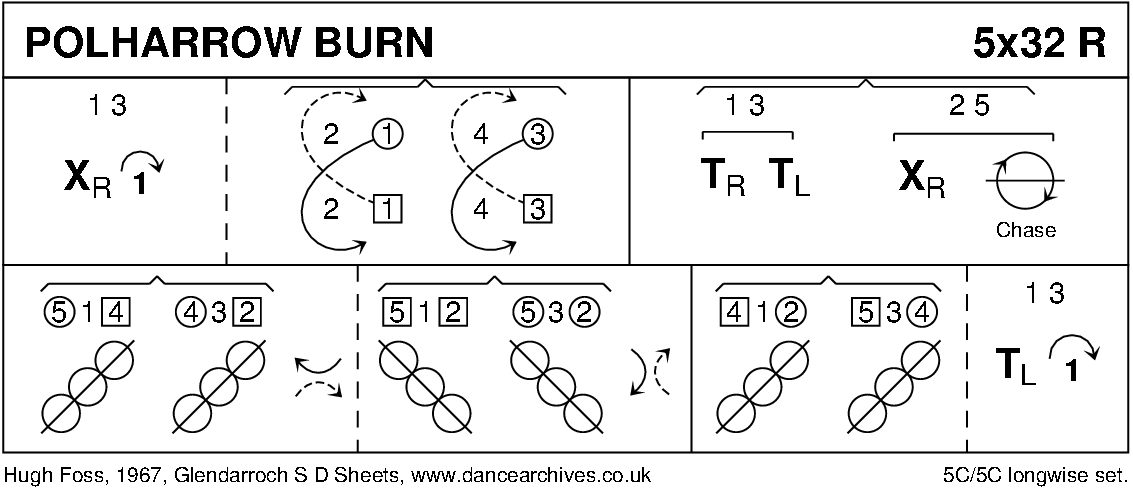 POLHARROW BURN 5x32 R
1 3
XR 1
2 1 4 3
2 1 4 3
1 3 2 5
TR TL XR
Chase
5 1 4 4 3 2 5 1 2 5 3 2 4 1 2 5 3 4
1 3
TL 1
Hugh Foss, 1967, Glendarroch S D Sheets, www.dancearchives.co.uk 5C/5C longwise set.